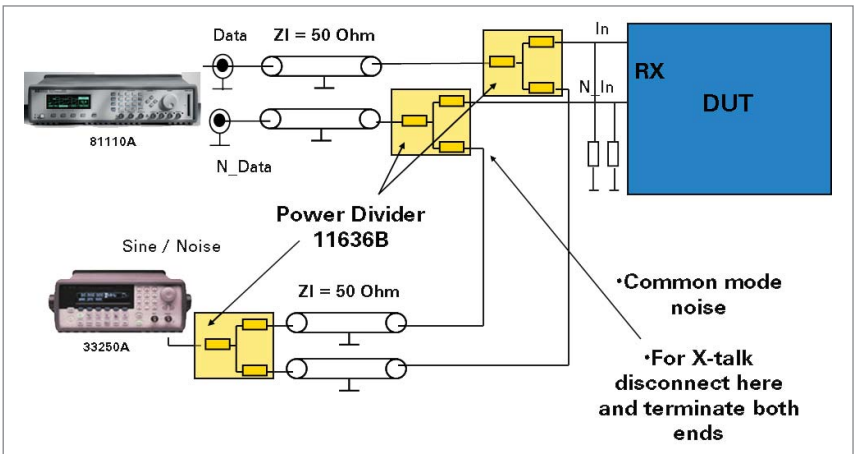 Data
ZI = 50 Ohm
In
RX
DUT
N_In
81110A
N_Data
Power Divider
11636B
Sine / Noise
ZI = 50 Ohm
33250A
•Common mode
noise
•For X-talk
disconnect here
and terminate both
ends